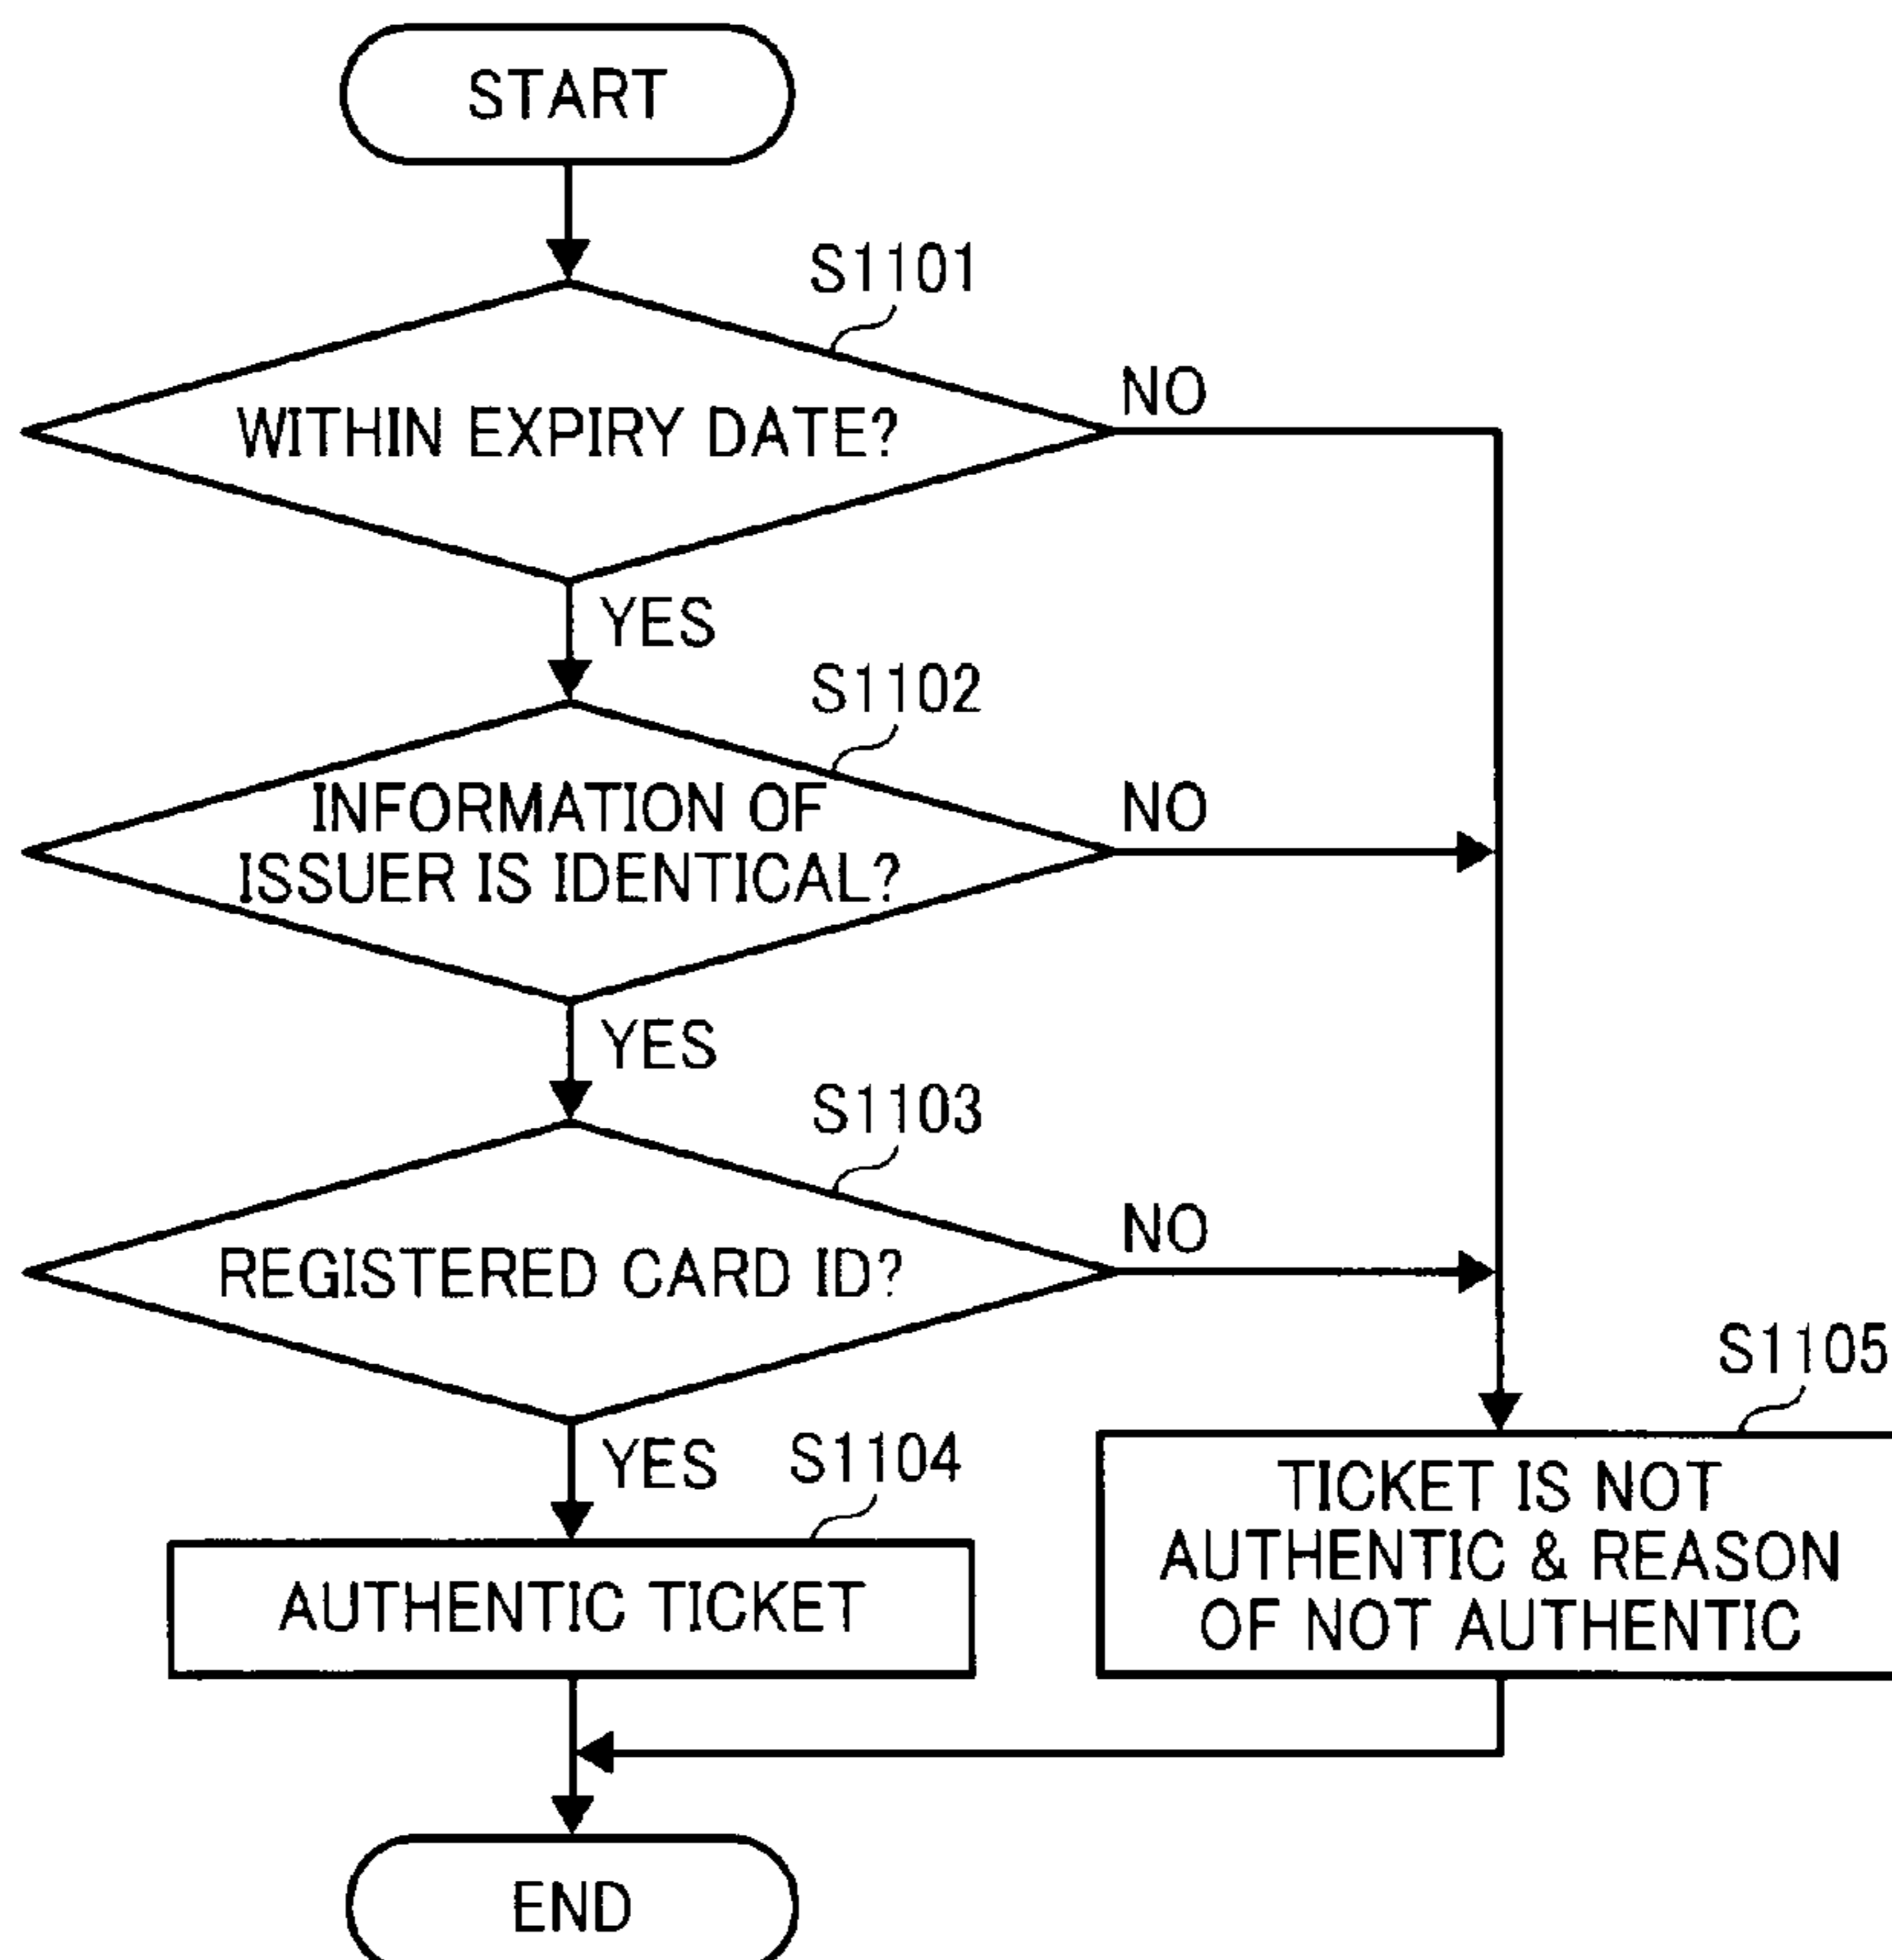 START
S1101
WITHIN EXPIRY DATE?
NO
YES
S1102
INFORMATION OF
ISSUER IS IDENTICAL?
NO
YES
S1103
REGISTERED CARD ID?
NO
YES
S1104
AUTHENTIC TICKET
S1105
TICKET IS NOT
AUTHENTIC & REASON
OF NOT AUTHENTIC
END